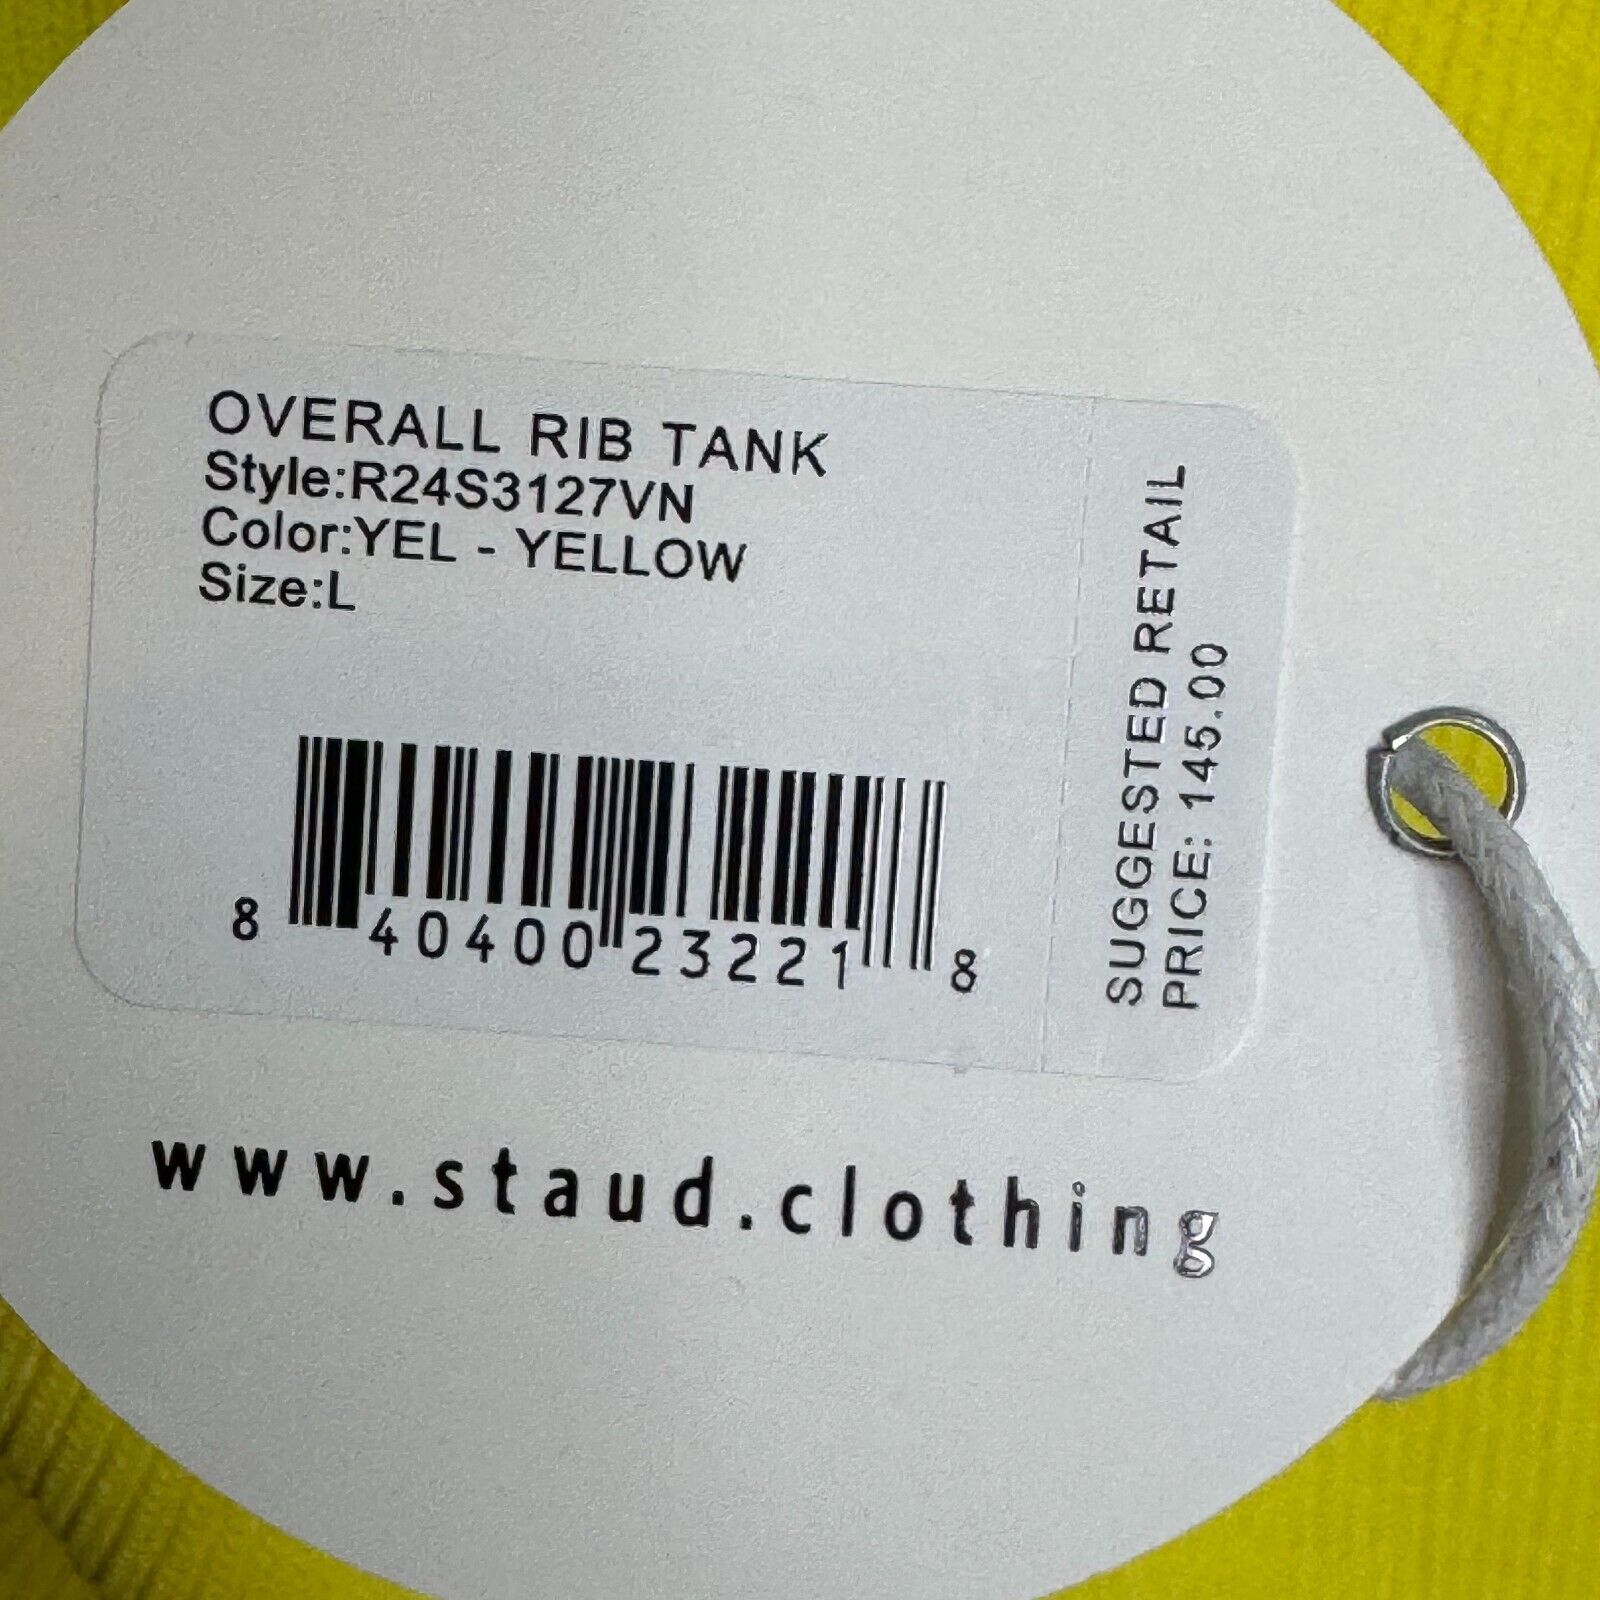 OVERALL RIB TANK
Style:R24S3127VN
Color:YEL - YELLOW
Size:L
8 40400 23221 8
SUGGESTED RETAIL
PRICE: 145.00
www.staud.clothing